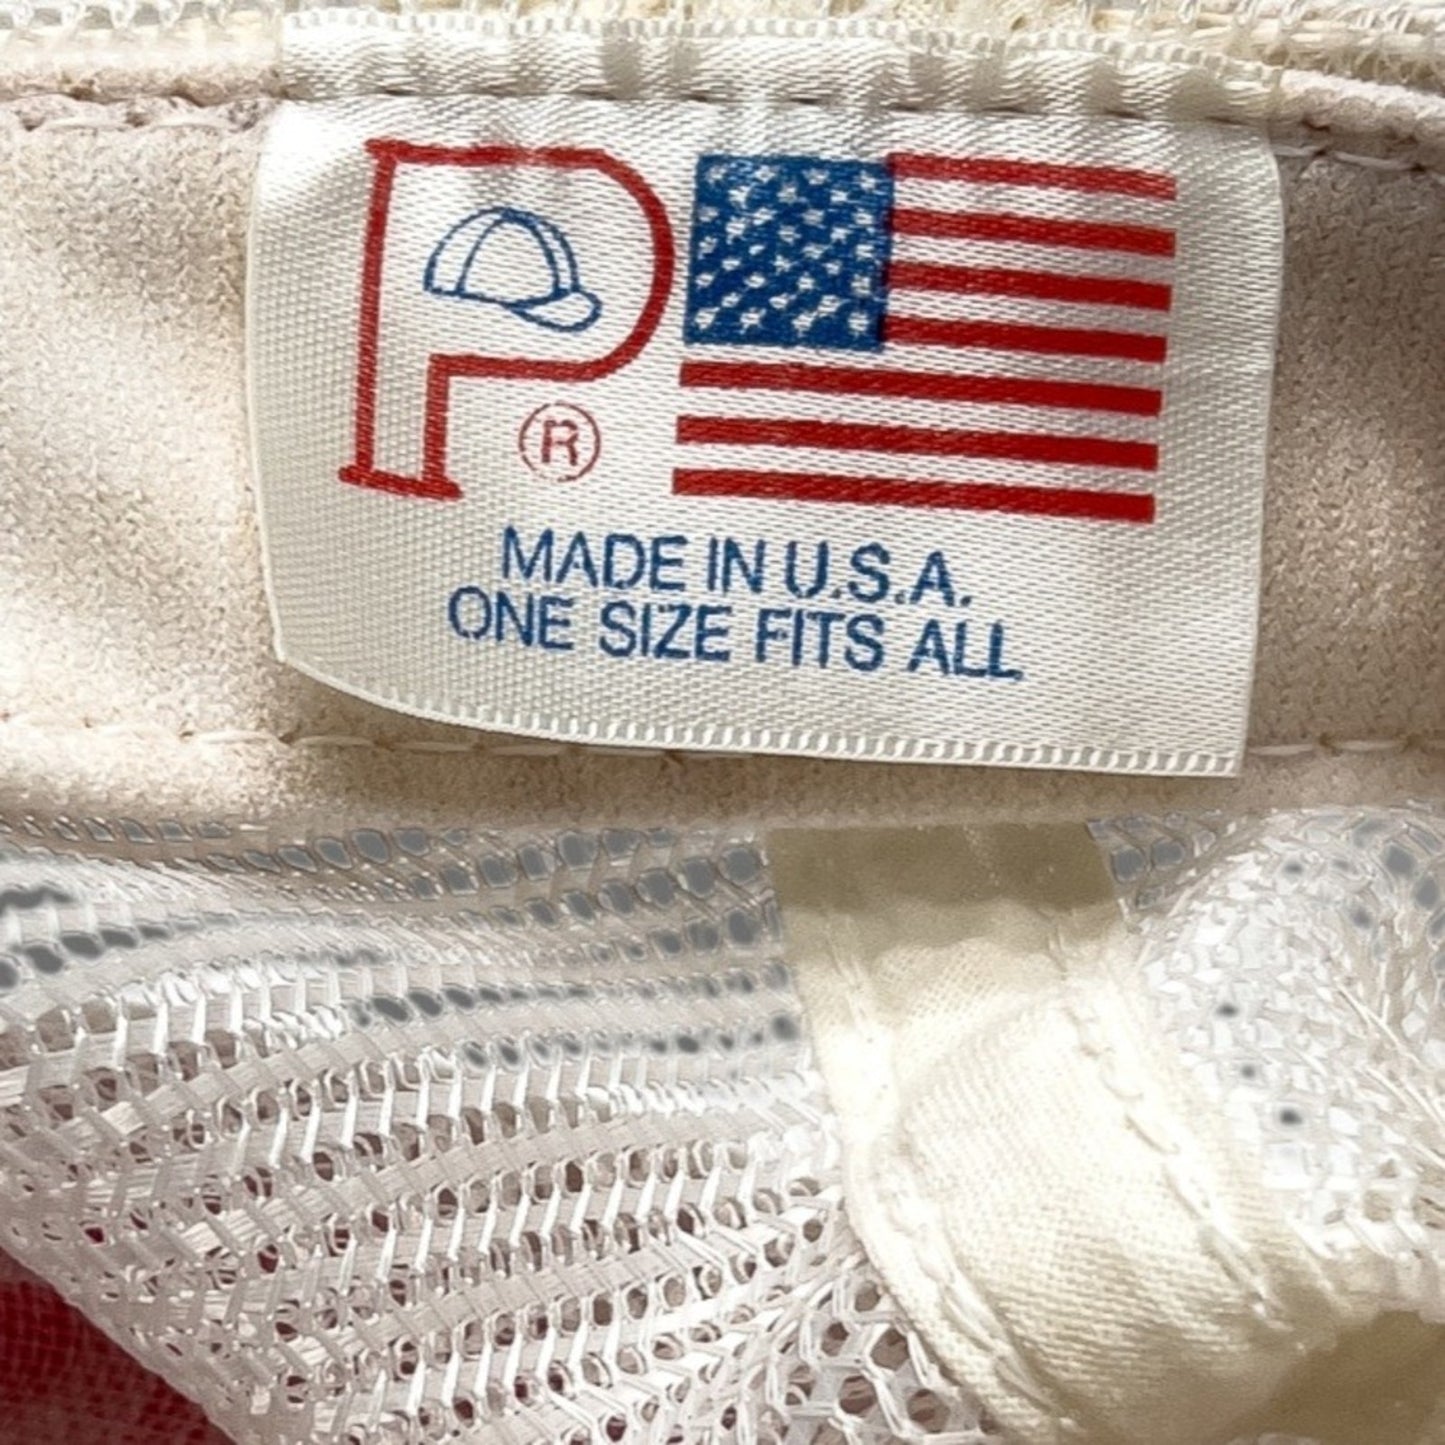 P
®
MADE IN U.S.A.
ONE SIZE FITS ALL